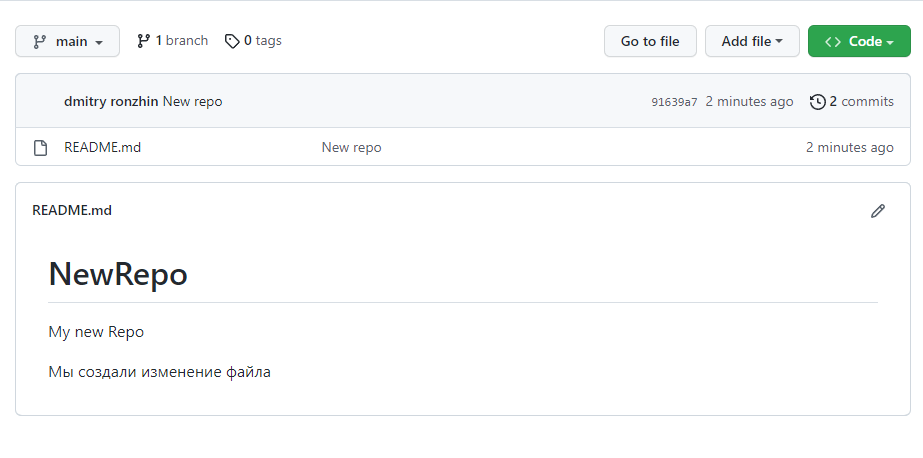 main 1 branch 0 tags Go to file Add file Code
dmitry ronzhin New repo 91639a7 2 minutes ago 2 commits
README.md New repo 2 minutes ago
README.md
NewRepo
My new Repo
Мы создали изменение файла